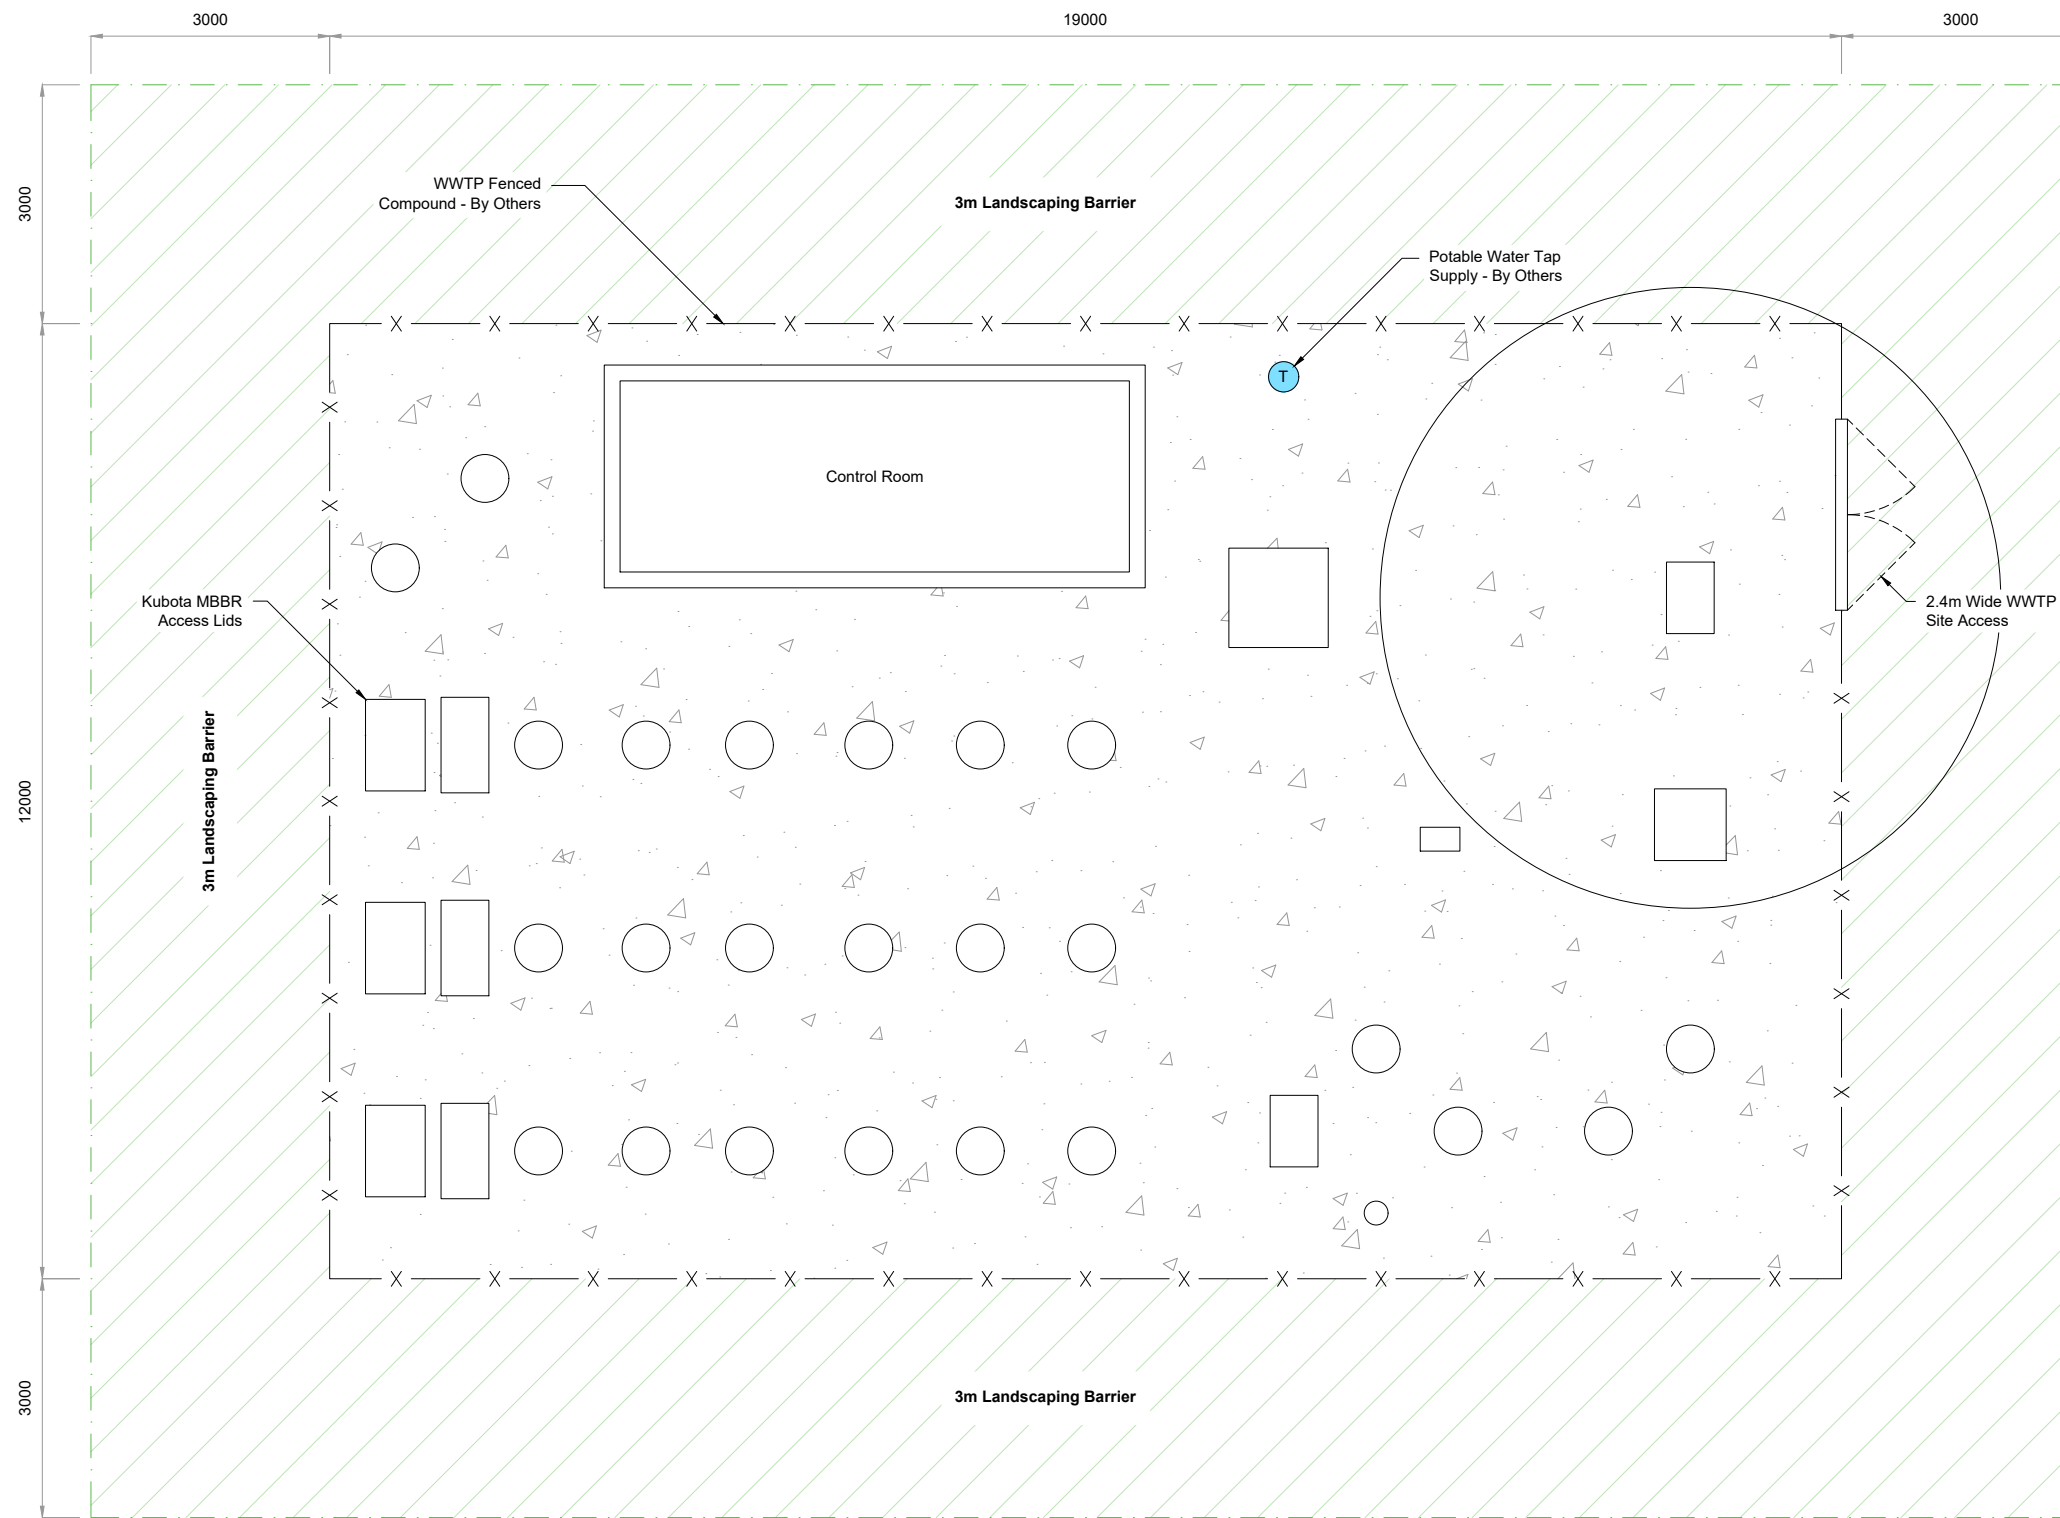 3000
19000
3000
3000
WWTP Fenced
Compound - By Others
3m Landscaping Barrier
Potable Water Tap
Supply - By Others
T
Control Room
Kubota MBBR
Access Lids
2.4m Wide WWTP
Site Access
12000
3m Landscaping Barrier
3m Landscaping Barrier
3000